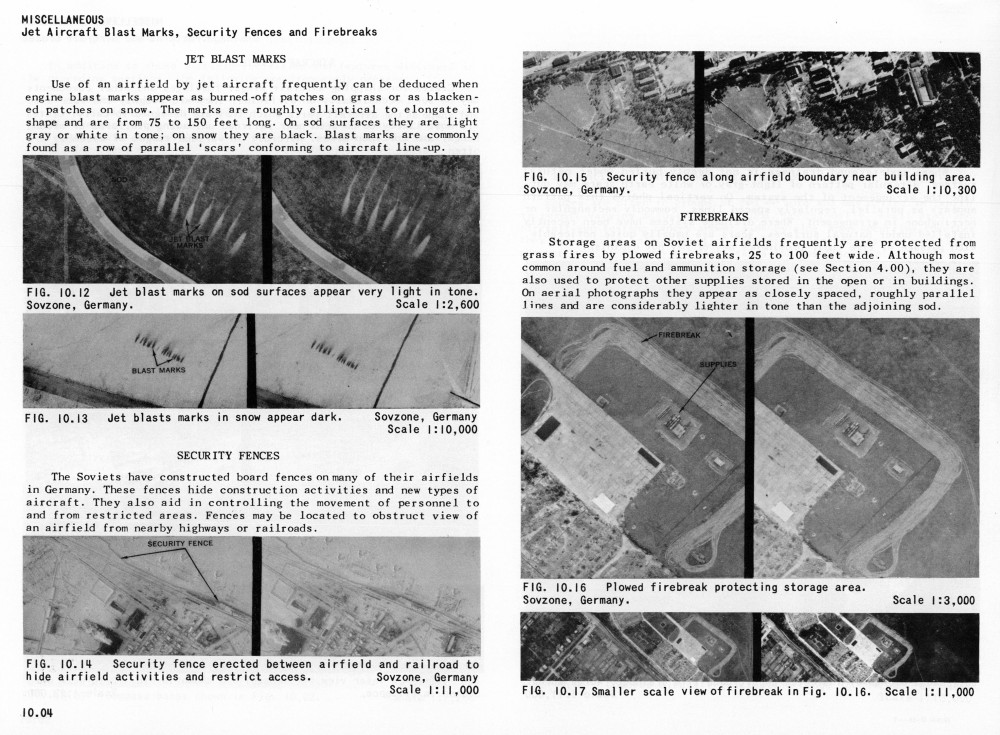 MISCELLANEOUS
Jet Aircraft Blast Marks, Security Fences and Firebreaks
JET BLAST MARKS
Use of an airfield by jet aircraft frequently can be deduced when
engine blast marks appear as burned-off patches on grass or as blacken-
ed patches on snow. The marks are roughly elliptical to elongate in
shape and are from 75 to 150 feet long. On sod surfaces they are light
gray or white in tone; on snow they are black. Blast marks are commonly
found as a row of parallel ‘scars’ conforming to aircraft line-up.
SOD
JET BLAST
MARKS
FIG. 10.12 Jet blast marks on sod surfaces appear very light in tone.
Sovzone, Germany. Scale 1:2,600
BLAST MARKS
FIG. 10.13 Jet blasts marks in snow appear dark. Sovzone, Germany
Scale 1:10,000
SECURITY FENCES
The Soviets have constructed board fences on many of their airfields
in Germany. These fences hide construction activities and new types of
aircraft. They also aid in controlling the movement of personnel to
and from restricted areas. Fences may be located to obstruct view of
an airfield from nearby highways or railroads.
SECURITY FENCE
FIG. 10.14 Security fence erected between airfield and railroad to
hide airfield activities and restrict access. Sovzone, Germany
Scale 1:11,000
10.04
FIG. 10.15 Security fence along airfield boundary near building area.
Sovzone, Germany. Scale 1:10,300
FIREBREAKS
Storage areas on Soviet airfields frequently are protected from
grass fires by plowed firebreaks, 25 to 100 feet wide. Although most
common around fuel and ammunition storage (see Section 4.00), they are
also used to protect other supplies stored in the open or in buildings.
On aerial photographs they appear as closely spaced, roughly parallel
lines and are considerably lighter in tone than the adjoining sod.
FIREBREAK
SUPPLIES
FIG. 10.16 Plowed firebreak protecting storage area.
Sovzone, Germany. Scale 1:3,000
FIG. 10.17 Smaller scale view of firebreak in Fig. 10.16. Scale 1:11,000